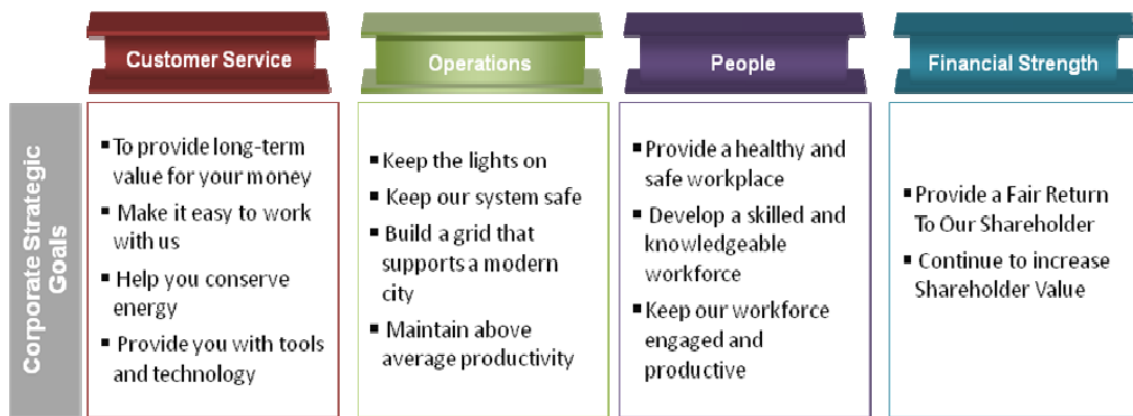 Customer Service
Operations
People
Financial Strength
Corporate Strategic
Goals
▪ To provide long-term
value for your money
▪ Make it easy to work
with us
▪ Help you conserve
energy
▪ Provide you with tools
and technology
▪ Keep the lights on
▪ Keep our system safe
▪ Build a grid that
supports a modern
city
▪ Maintain above
average productivity
▪ Provide a healthy and
safe workplace
▪ Develop a skilled and
knowledgeable
workforce
▪ Keep our workforce
engaged and
productive
▪ Provide a Fair Return
To Our Shareholder
▪ Continue to increase
Shareholder Value